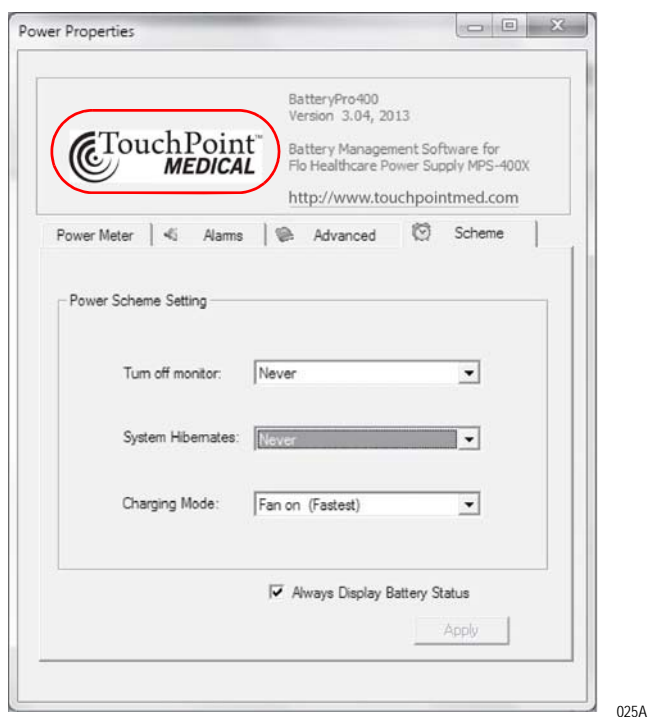 Power Properties
BatteryPro400
Version 3.04, 2013
TouchPoint™
MEDICAL
Battery Management Software for
Flo Healthcare Power Supply MPS-400X
http://www.touchpointmed.com
Power Meter Alarms Advanced Scheme
Power Scheme Setting
Turn off monitor: Never
System Hibernates: Never
Charging Mode: Fan on (Fastest)
Always Display Battery Status
Apply
025A